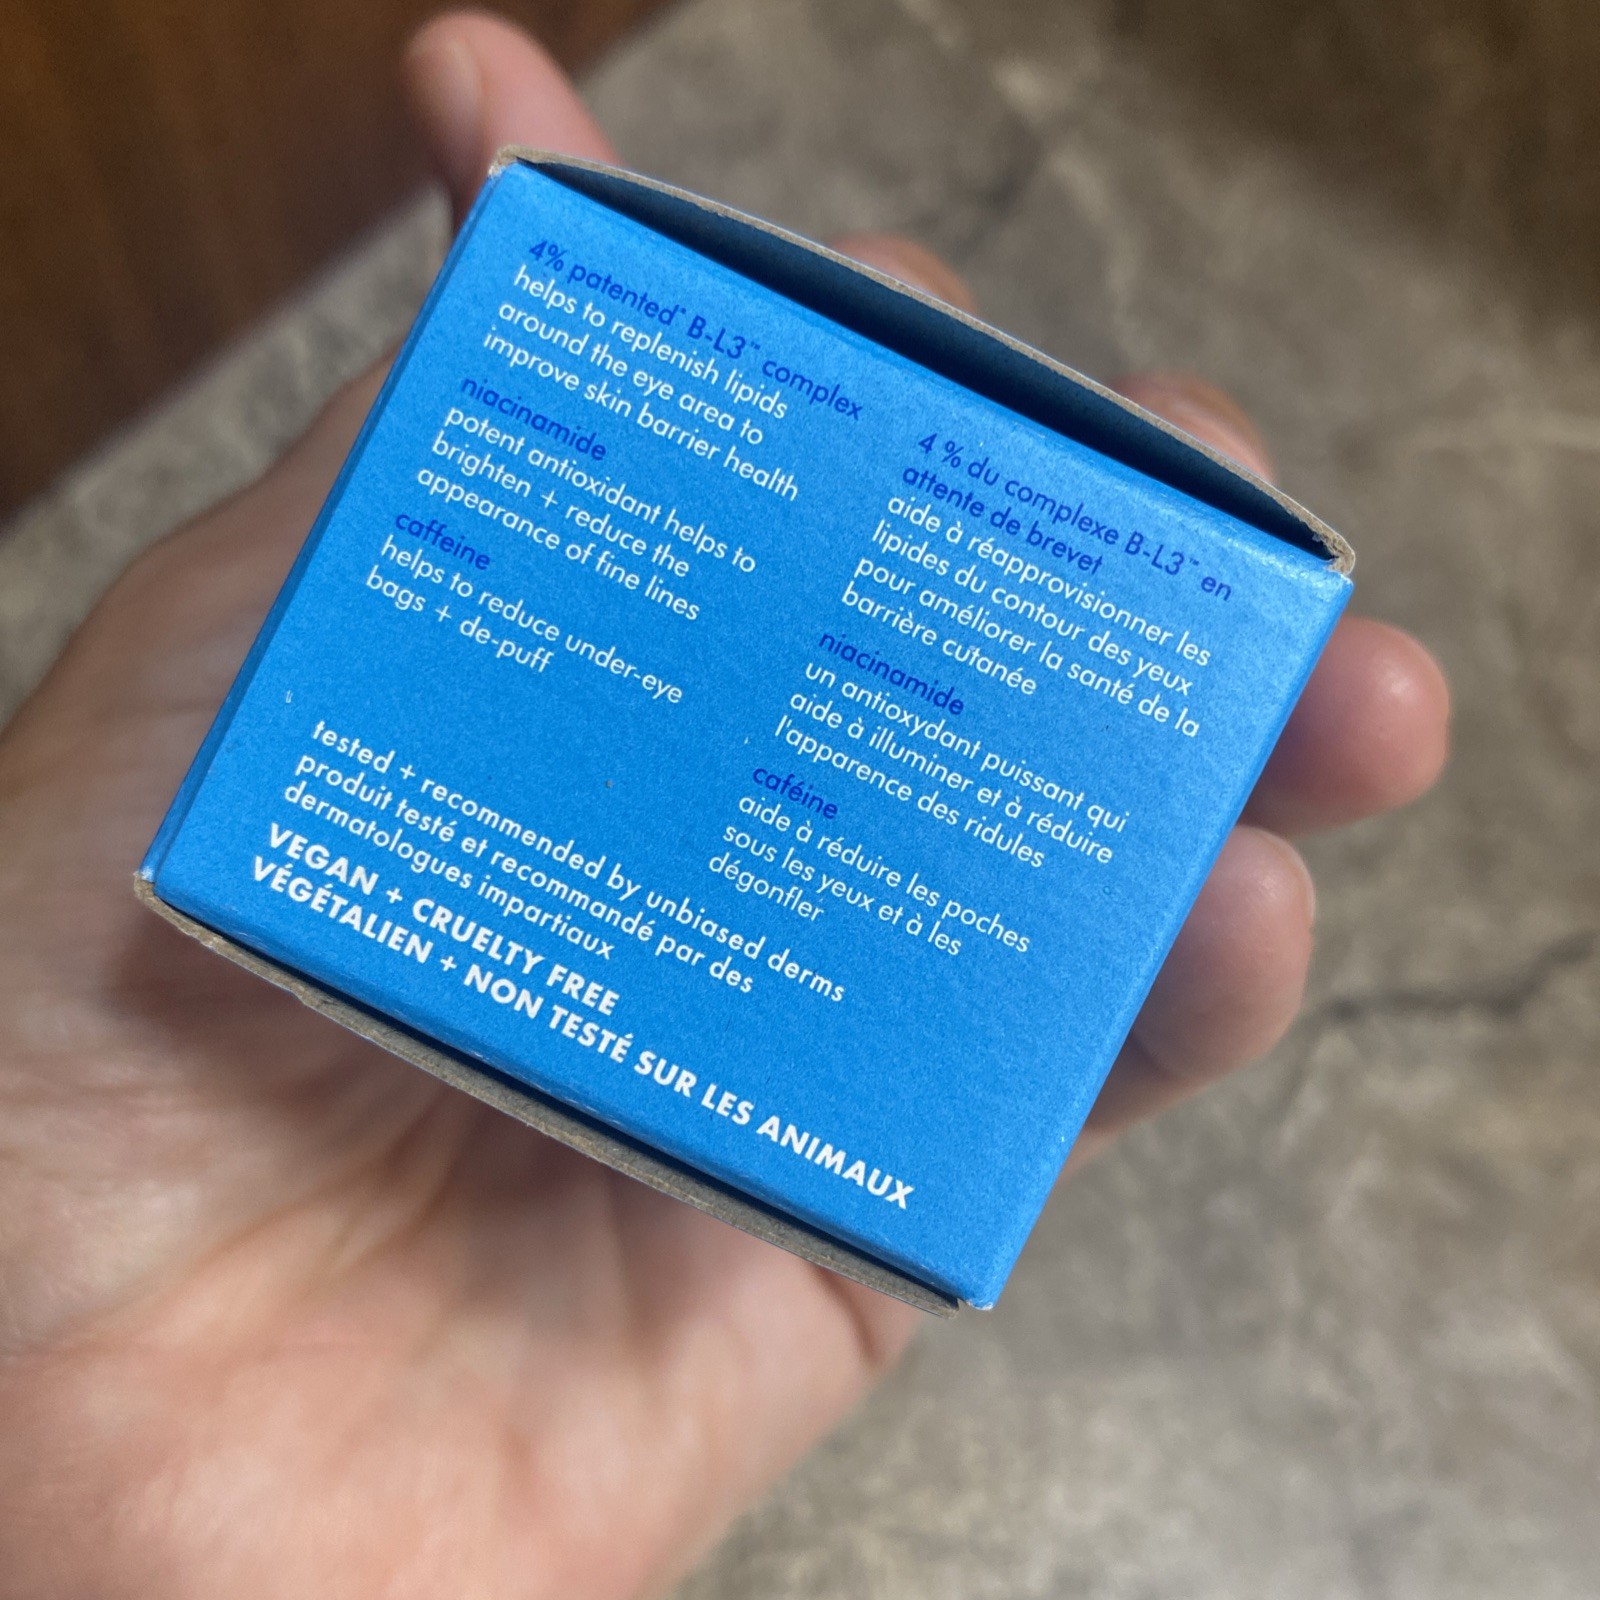 4% patented* B-L3™ complex
helps to replenish lipids
around the eye area to
improve skin barrier health
niacinamide
potent antioxidant helps to
brighten + reduce the
appearance of fine lines
caffeine
helps to reduce under-eye
bags + de-puff
4 % du complexe B-L3™ en
attente de brevet
aide à réapprovisionner les
lipides du contour des yeux
pour améliorer la santé de la
barrière cutanée
niacinamide
un antioxydant puissant qui
aide à illuminer et à réduire
l'apparence des ridules
caféine
aide à réduire les poches
sous les yeux et à les
dégonfler
tested + recommended by unbiased derms
produit testé et recommandé par des
dermatologues impartiaux
VEGAN + CRUELTY FREE
VÉGÉTALIEN + NON TESTÉ SUR LES ANIMAUX